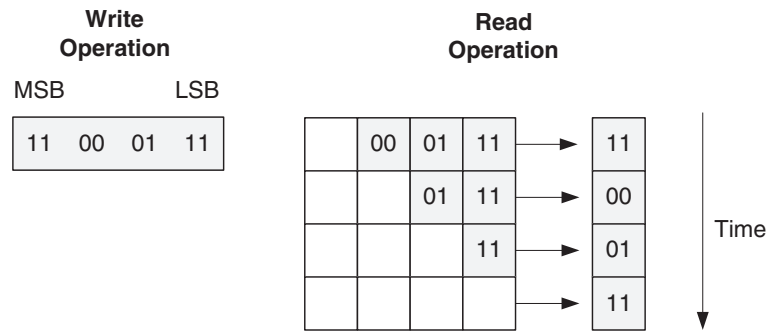 Write
Operation
Read
Operation
MSB LSB
11 00 01 11
00 01 11 11
01 11 00
11 01
11
Time